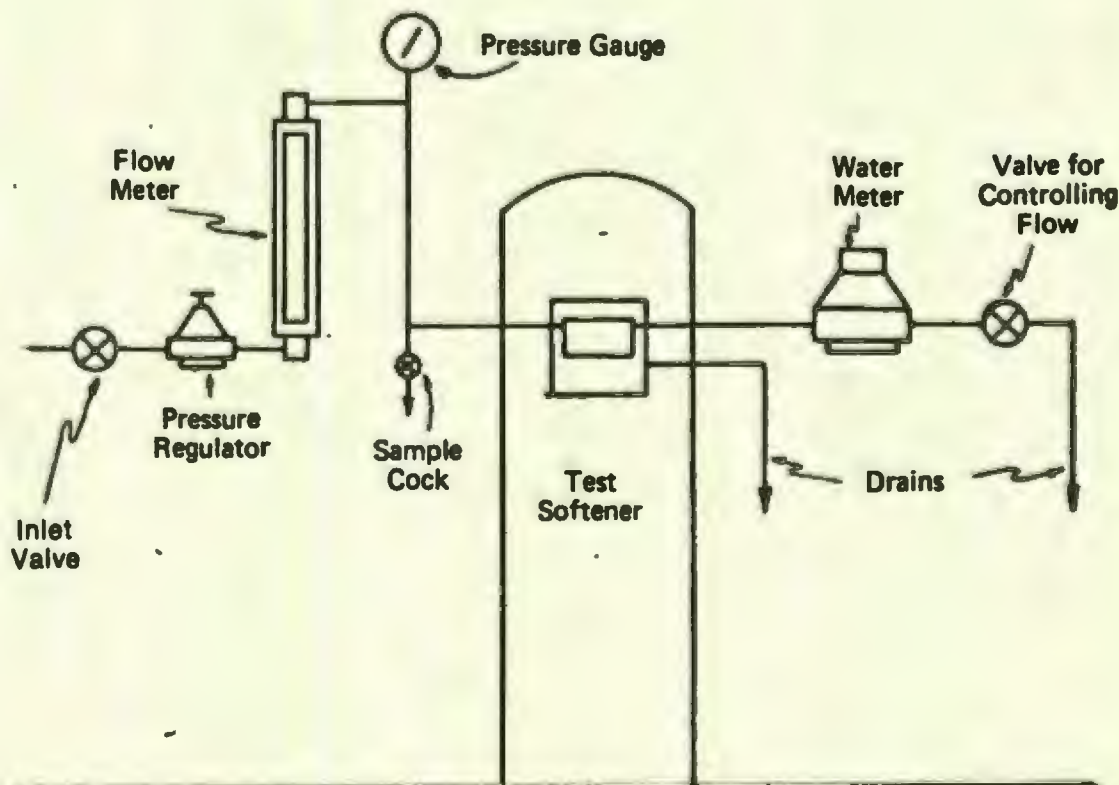 Pressure Gauge
Flow
Meter
Water
Meter
Valve for
Controlling
Flow
Pressure
Regulator
Sample
Cock
Test
Softener
Drains
Inlet
Valve